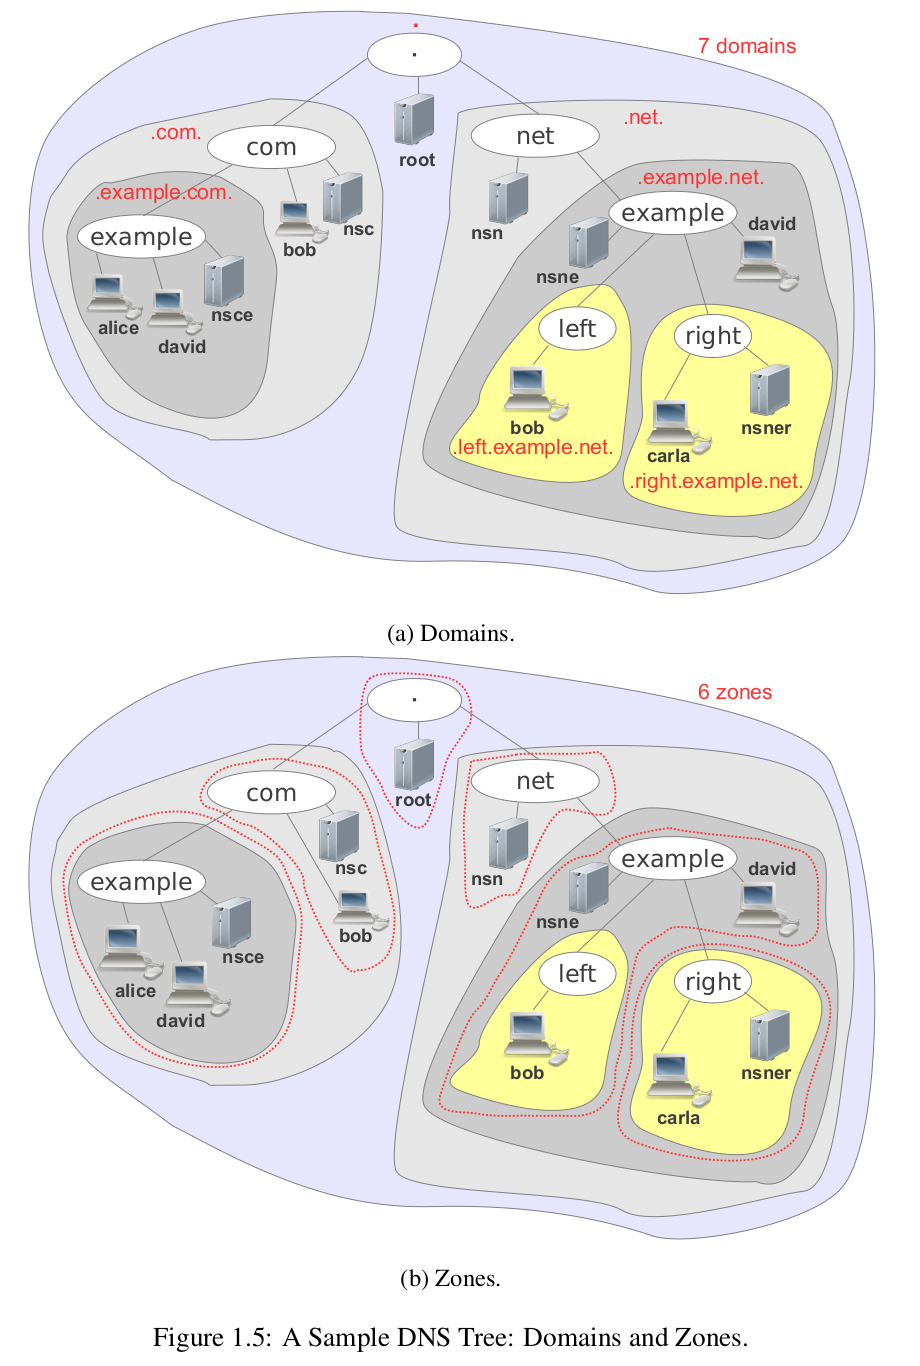 .
7 domains
.
.com.
.net.
com
root
net
.example.com.
.example.net.
example
bob
nsc
nsn
example
david
nsne
alice
david
nsce
left
right
bob
carla
nsner
.left.example.net.
.right.example.net.
(a) Domains.
6 zones
.
com
root
net
nsc
example
bob
nsn
example
david
nsne
alice
david
nsce
left
right
bob
carla
nsner
(b) Zones.
Figure 1.5: A Sample DNS Tree: Domains and Zones.